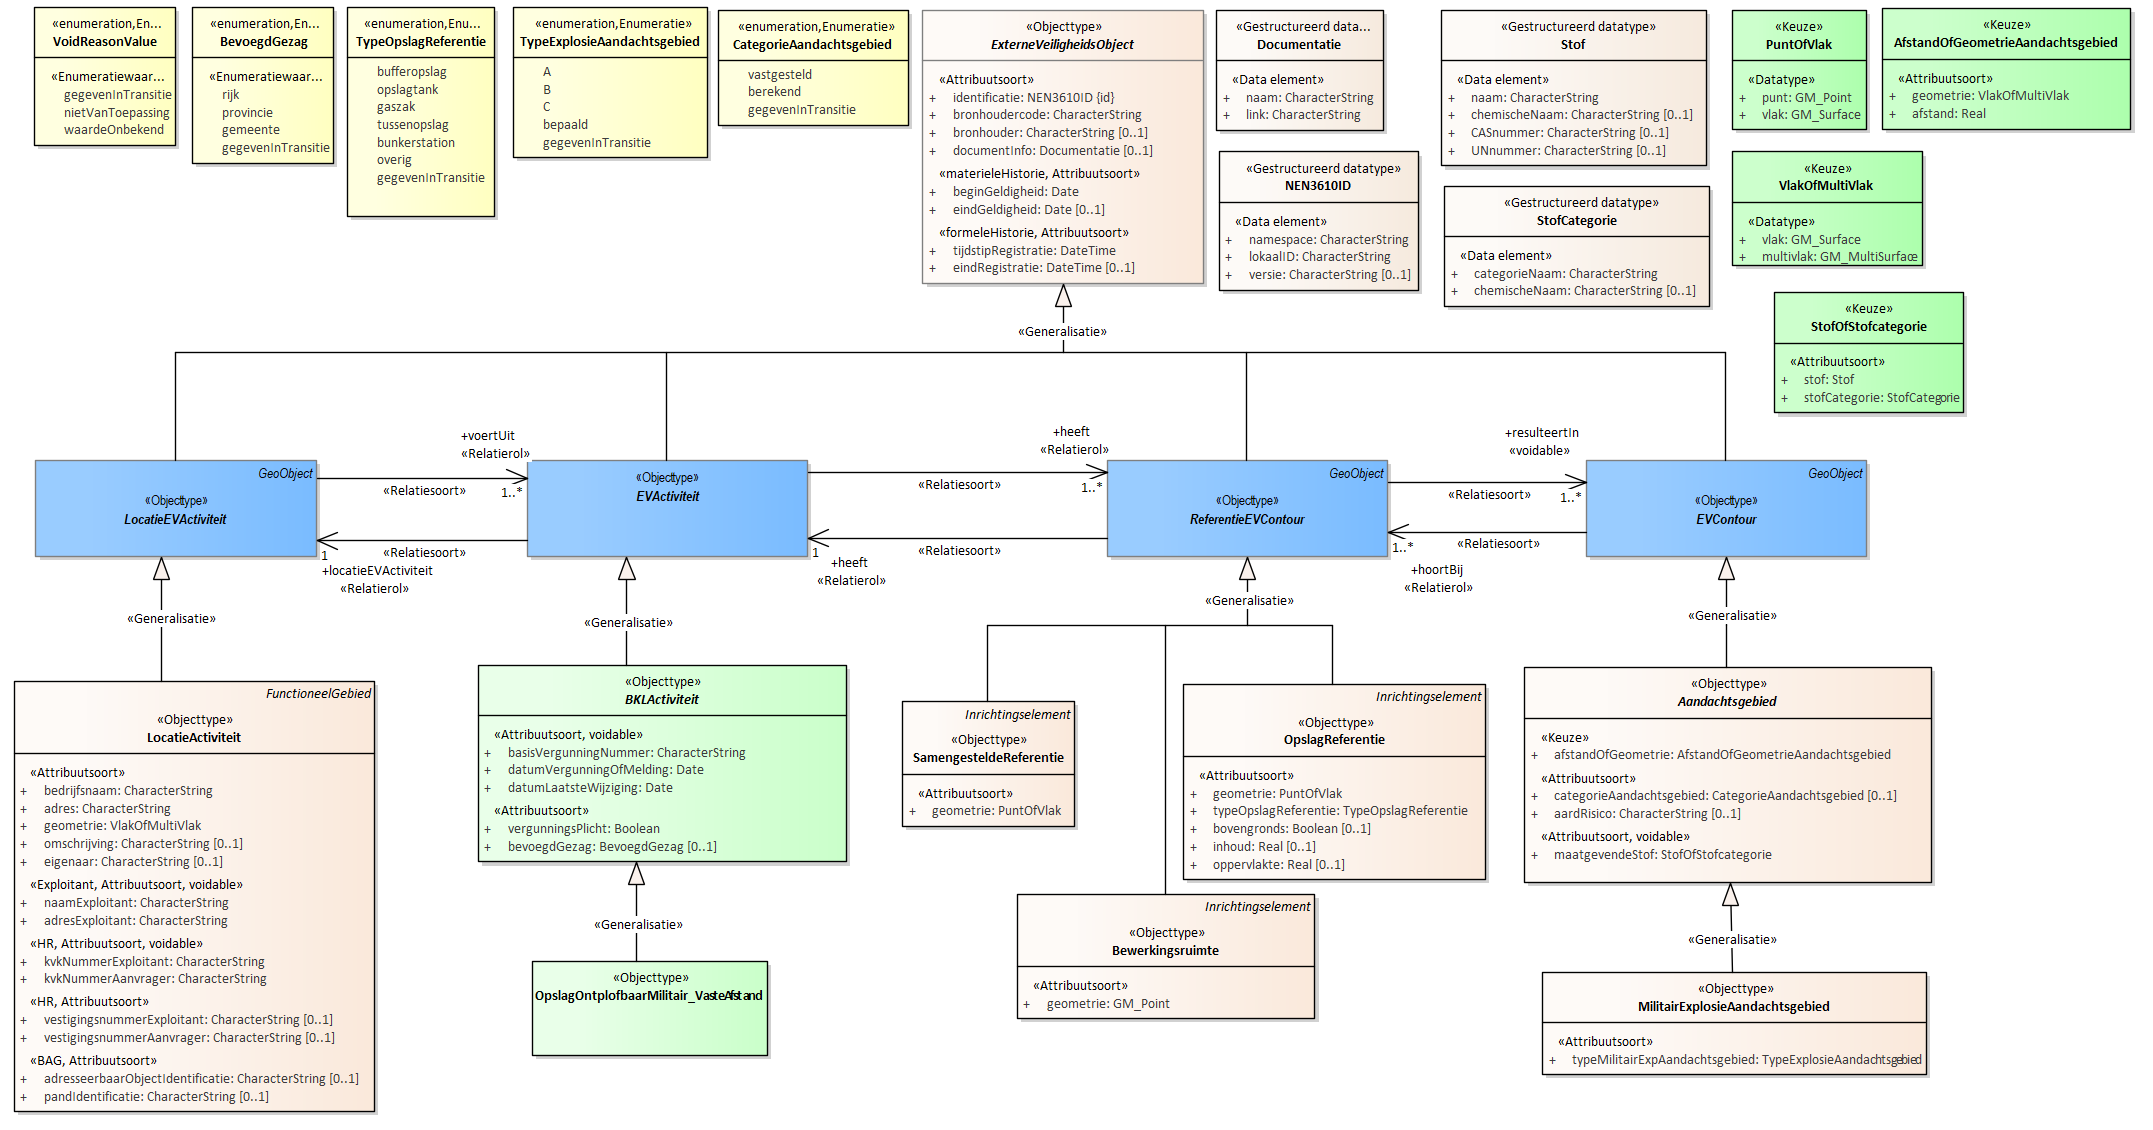 «enumeration,En...
VoidReasonValue
«Enumeratiewaar...
gegevenInTransitie
nietVanToepassing
waardeOnbekend
«enumeration,En...
BevoegdGezag
«Enumeratiewaar...
rijk
provincie
gemeente
gegevenInTransitie
«enumeration,Enu...
TypeOpslagReferentie
bufferopslag
opslagtank
gaszak
tussenopslag
bunkerstation
overig
gegevenInTransitie
«enumeration,Enumeratie»
TypeExplosieAandachtsgebied
A
B
C
bepaald
gegevenInTransitie
«enumeration,Enumeratie»
CategorieAandachtsgebied
vastgesteld
berekend
gegevenInTransitie
«Objecttype»
ExterneVeiligheidsObject
«Attribuutsoort»
+ identificatie: NEN3610ID {id}
+ bronhoudercode: CharacterString
+ bronhouder: CharacterString [0..1]
+ documentInfo: Documentatie [0..1]
«materieleHistorie, Attribuutsoort»
+ beginGeldigheid: Date
+ eindGeldigheid: Date [0..1]
«formeleHistorie, Attribuutsoort»
+ tijdstipRegistratie: DateTime
+ eindRegistratie: DateTime [0..1]
«Gestructureerd data...
Documentatie
«Data element»
+ naam: CharacterString
+ link: CharacterString
«Gestructureerd datatype»
NEN3610ID
«Data element»
+ namespace: CharacterString
+ lokaalID: CharacterString
+ versie: CharacterString [0..1]
«Gestructureerd datatype»
Stof
«Data element»
+ naam: CharacterString
+ chemischeNaam: CharacterString [0..1]
+ CASnummer: CharacterString [0..1]
+ UNnummer: CharacterString [0..1]
«Gestructureerd datatype»
StofCategorie
«Data element»
+ categorieNaam: CharacterString
+ chemischeNaam: CharacterString [0..1]
«Keuze»
PuntOfVlak
«Datatype»
+ punt: GM_Point
+ vlak: GM_Surface
«Keuze»
AfstandOfGeometrieAandachtsgebied
«Attribuutsoort»
+ geometrie: VlakOfMultiVlak
+ afstand: Real
«Keuze»
VlakOfMultiVlak
«Datatype»
+ vlak: GM_Surface
+ multivlak: GM_MultiSurface
«Keuze»
StofOfStofcategorie
«Attribuutsoort»
+ stof: Stof
+ stofCategorie: StofCategorie
«Generalisatie»
GeoObject
«Objecttype»
LocatieEVActiviteit
+voertUit
«Relatierol»
1..*
«Relatiesoort»
«Relatiesoort»
1
+locatieEVActiviteit
«Relatierol»
«Objecttype»
EVActiviteit
+heeft
«Relatierol»
1..*
«Relatiesoort»
«Relatiesoort»
1
+heeft
«Relatierol»
GeoObject
«Objecttype»
ReferentieEVContour
+resulteertIn
«voidable»
1..*
«Relatiesoort»
«Relatiesoort»
1..*
+hoortBij
«Relatierol»
GeoObject
«Objecttype»
EVContour
«Generalisatie»
«Generalisatie»
«Generalisatie»
«Generalisatie»
FunctioneelGebied
«Objecttype»
LocatieActiviteit
«Attribuutsoort»
+ bedrijfsnaam: CharacterString
+ adres: CharacterString
+ geometrie: VlakOfMultiVlak
+ omschrijving: CharacterString [0..1]
+ eigenaar: CharacterString [0..1]
«Exploitant, Attribuutsoort, voidable»
+ naamExploitant: CharacterString
+ adresExploitant: CharacterString
«HR, Attribuutsoort, voidable»
+ kvkNummerExploitant: CharacterString
+ kvkNummerAanvrager: CharacterString
«HR, Attribuutsoort»
+ vestigingsnummerExploitant: CharacterString [0..1]
+ vestigingsnummerAanvrager: CharacterString [0..1]
«BAG, Attribuutsoort»
+ adresseerbaarObjectIdentificatie: CharacterString [0..1]
+ pandIdentificatie: CharacterString [0..1]
«Objecttype»
BKLActiviteit
«Attribuutsoort, voidable»
+ basisVergunningNummer: CharacterString
+ datumVergunningOfMelding: Date
+ datumLaatsteWijziging: Date
«Attribuutsoort»
+ vergunningsPlicht: Boolean
+ bevoegdGezag: BevoegdGezag [0..1]
«Generalisatie»
«Objecttype»
OpslagOntplofbaarMilitair_VasteAfstand
Inrichtingselement
«Objecttype»
SamengesteldeReferentie
«Attribuutsoort»
+ geometrie: PuntOfVlak
Inrichtingselement
«Objecttype»
OpslagReferentie
«Attribuutsoort»
+ geometrie: PuntOfVlak
+ typeOpslagReferentie: TypeOpslagReferentie
+ bovengronds: Boolean [0..1]
+ inhoud: Real [0..1]
+ oppervlakte: Real [0..1]
Inrichtingselement
«Objecttype»
Bewerkingsruimte
«Attribuutsoort»
+ geometrie: GM_Point
«Objecttype»
Aandachtsgebied
«Keuze»
+ afstandOfGeometrie: AfstandOfGeometrieAandachtsgebied
«Attribuutsoort»
+ categorieAandachtsgebied: CategorieAandachtsgebied [0..1]
+ aardRisico: CharacterString [0..1]
«Attribuutsoort, voidable»
+ maatgevendeStof: StofOfStofcategorie
«Generalisatie»
«Objecttype»
MilitairExplosieAandachtsgebied
«Attribuutsoort»
+ typeMilitairExpAandachtsgebied: TypeExplosieAandachtsgebied